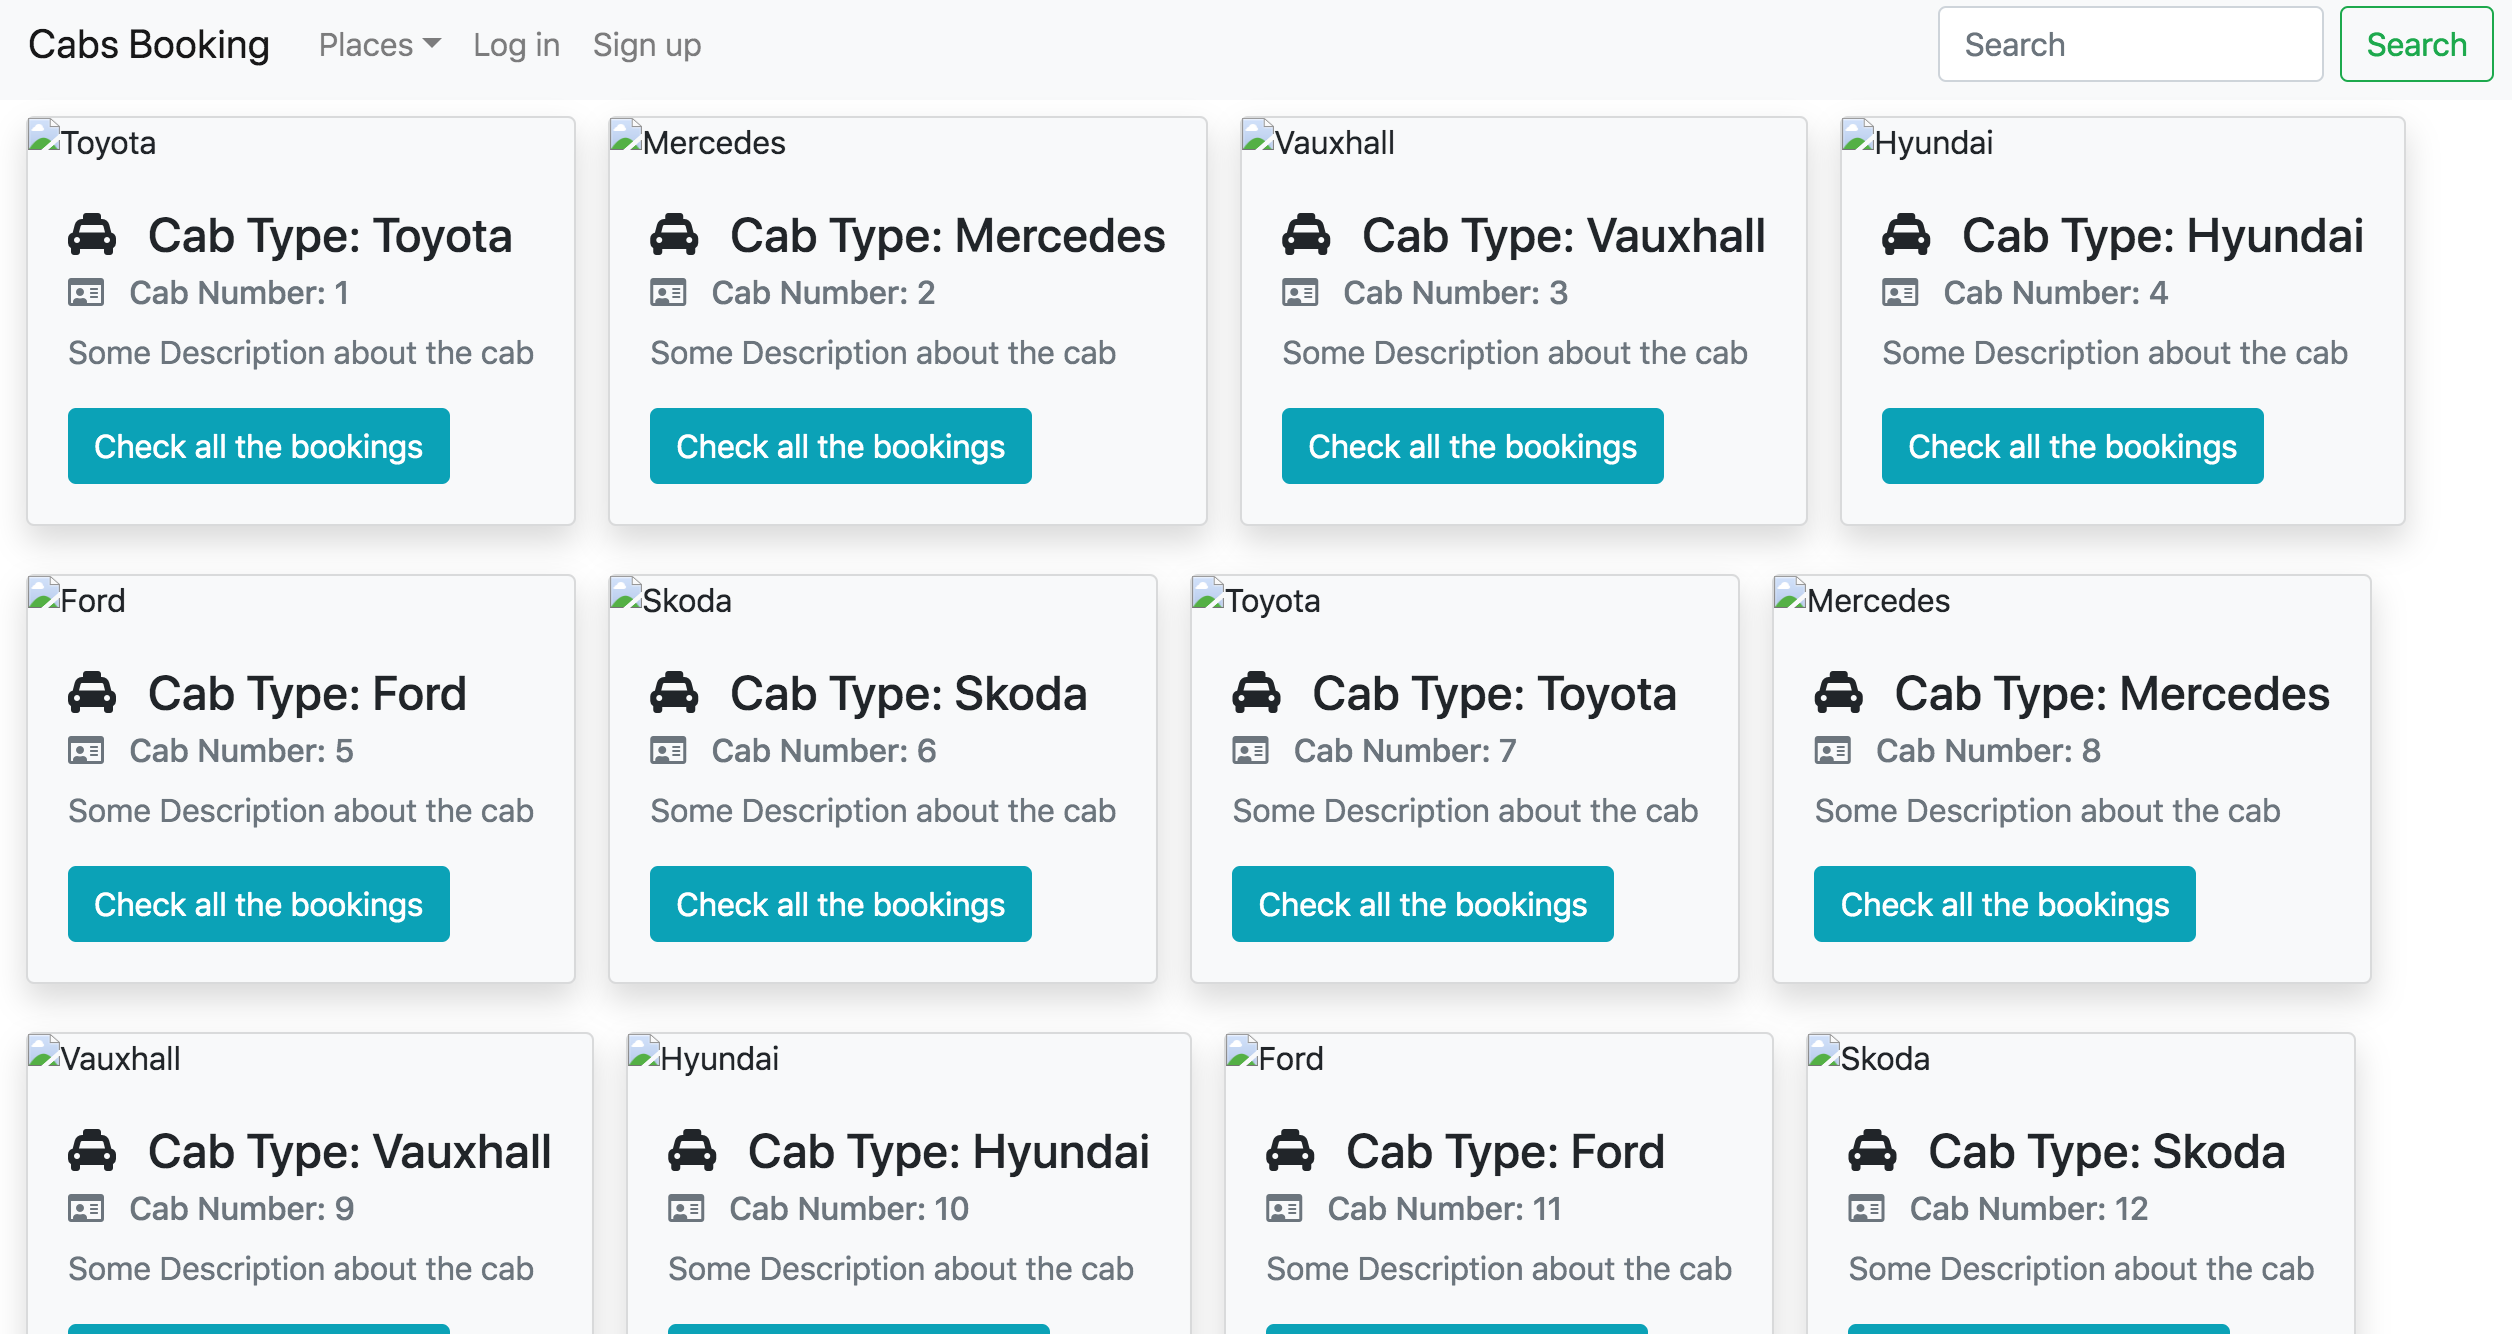 Cabs Booking Places Log in Sign up Search Search
Toyota
Cab Type: Toyota
Cab Number: 1
Some Description about the cab
Check all the bookings
Mercedes
Cab Type: Mercedes
Cab Number: 2
Some Description about the cab
Check all the bookings
Vauxhall
Cab Type: Vauxhall
Cab Number: 3
Some Description about the cab
Check all the bookings
Hyundai
Cab Type: Hyundai
Cab Number: 4
Some Description about the cab
Check all the bookings
Ford
Cab Type: Ford
Cab Number: 5
Some Description about the cab
Check all the bookings
Skoda
Cab Type: Skoda
Cab Number: 6
Some Description about the cab
Check all the bookings
Toyota
Cab Type: Toyota
Cab Number: 7
Some Description about the cab
Check all the bookings
Mercedes
Cab Type: Mercedes
Cab Number: 8
Some Description about the cab
Check all the bookings
Vauxhall
Cab Type: Vauxhall
Cab Number: 9
Some Description about the cab
Hyundai
Cab Type: Hyundai
Cab Number: 10
Some Description about the cab
Ford
Cab Type: Ford
Cab Number: 11
Some Description about the cab
Skoda
Cab Type: Skoda
Cab Number: 12
Some Description about the cab